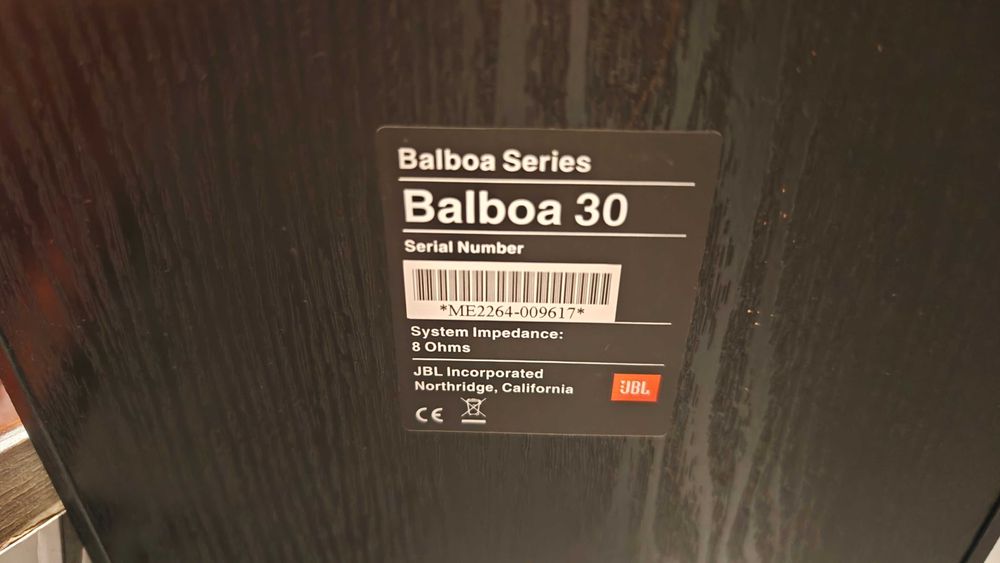 Balboa Series
Balboa 30
Serial Number
*ME2264-009617*
System Impedance:
8 Ohms
JBL Incorporated
Northridge, California
JBL
CE